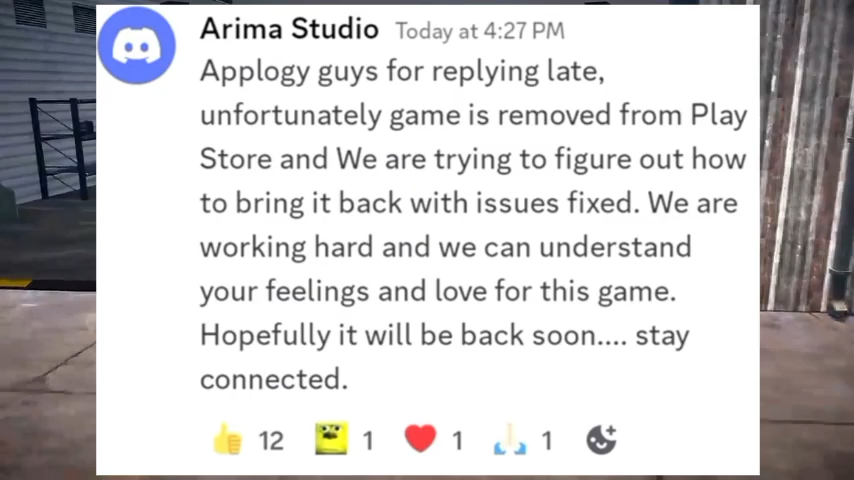 Arima Studio Today at 4:27 PM
Applogy guys for replying late,
unfortunately game is removed from Play
Store and We are trying to figure out how
to bring it back with issues fixed. We are
working hard and we can understand
your feelings and love for this game.
Hopefully it will be back soon.... stay
connected.
12 1 1 1